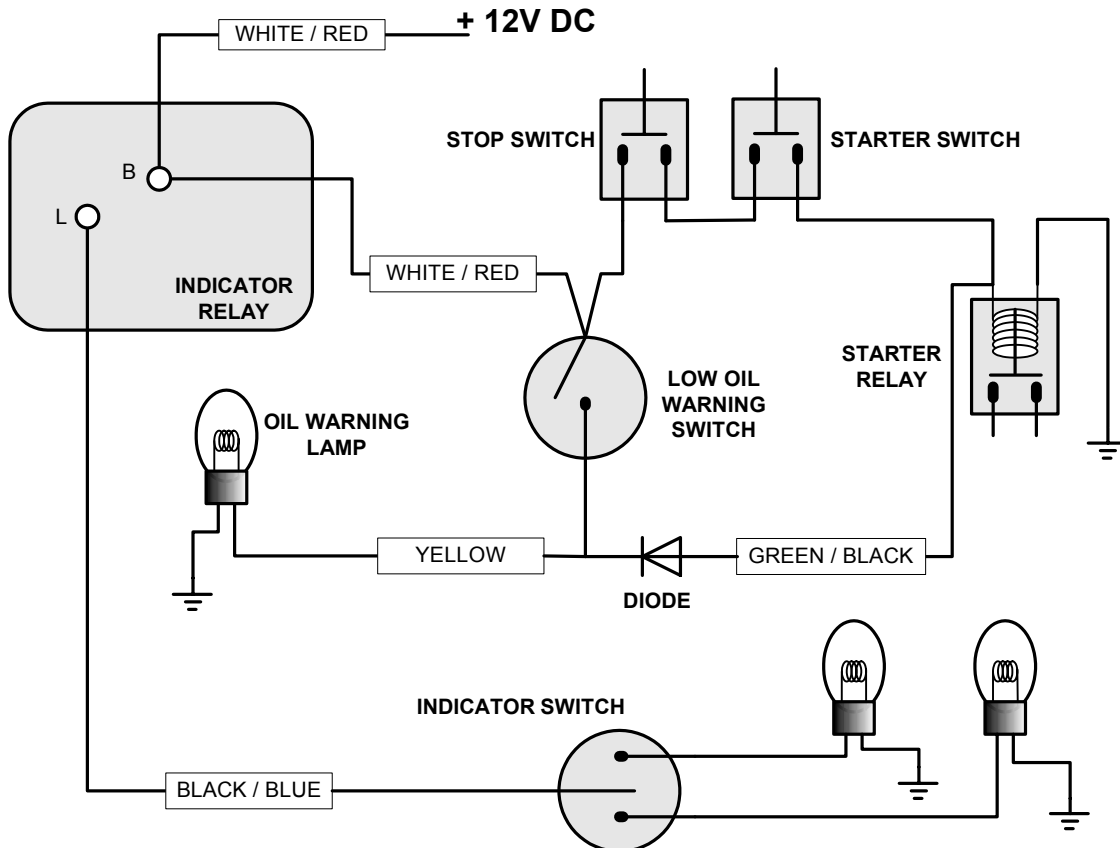 + 12V DC
WHITE / RED
STOP SWITCH
STARTER SWITCH
B
L
WHITE / RED
INDICATOR
RELAY
STARTER
RELAY
LOW OIL
WARNING
SWITCH
OIL WARNING
LAMP
YELLOW
GREEN / BLACK
DIODE
INDICATOR SWITCH
BLACK / BLUE